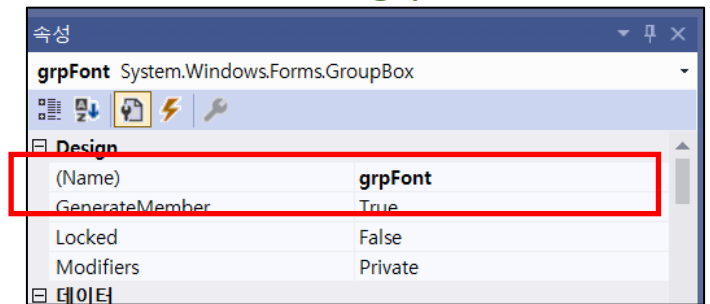 속성
grpFont System.Windows.Forms.GroupBox
Design
(Name) grpFont
GenerateMember True
Locked False
Modifiers Private
데이터